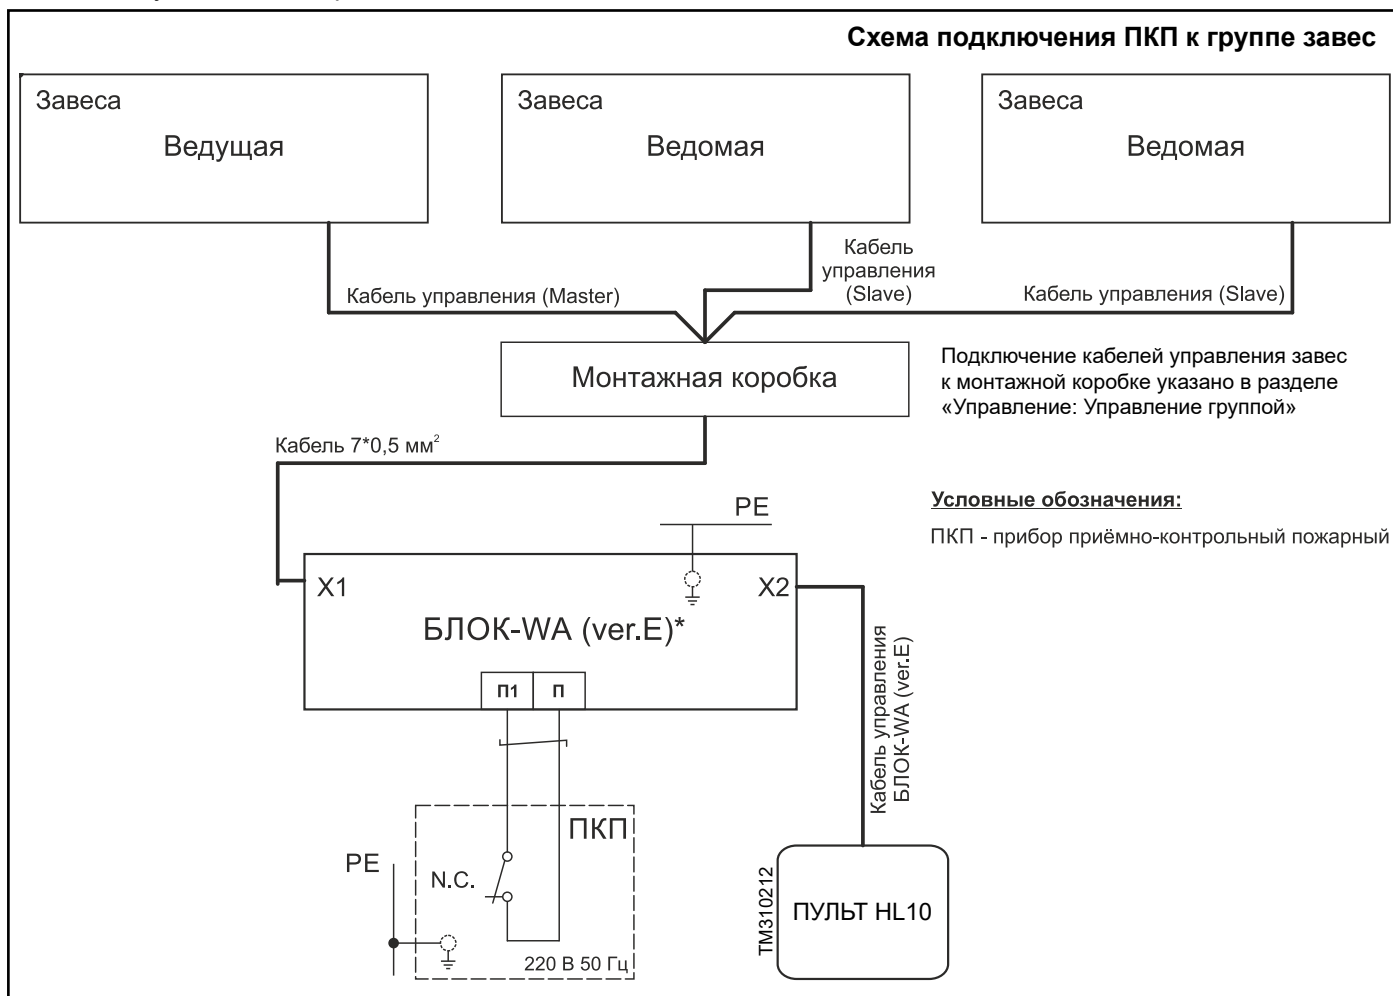 Схема подключения ПКП к группе завес
Завеса
Ведущая
Завеса
Ведомая
Завеса
Ведомая
Кабель управления (Master)
Кабель
управления
(Slave)
Кабель управления (Slave)
Монтажная коробка
Подключение кабелей управления завес
к монтажной коробке указано в разделе
«Управление: Управление группой»
Кабель 7*0,5 мм²
Условные обозначения:
ПКП - прибор приёмно-контрольный пожарный
PE
X1
X2
БЛОК-WA (ver.E)*
П1
П
Кабель управления
БЛОК-WA (ver.E)
ПКП
PE
N.C.
220 В 50 Гц
TM310212
ПУЛЬТ HL10